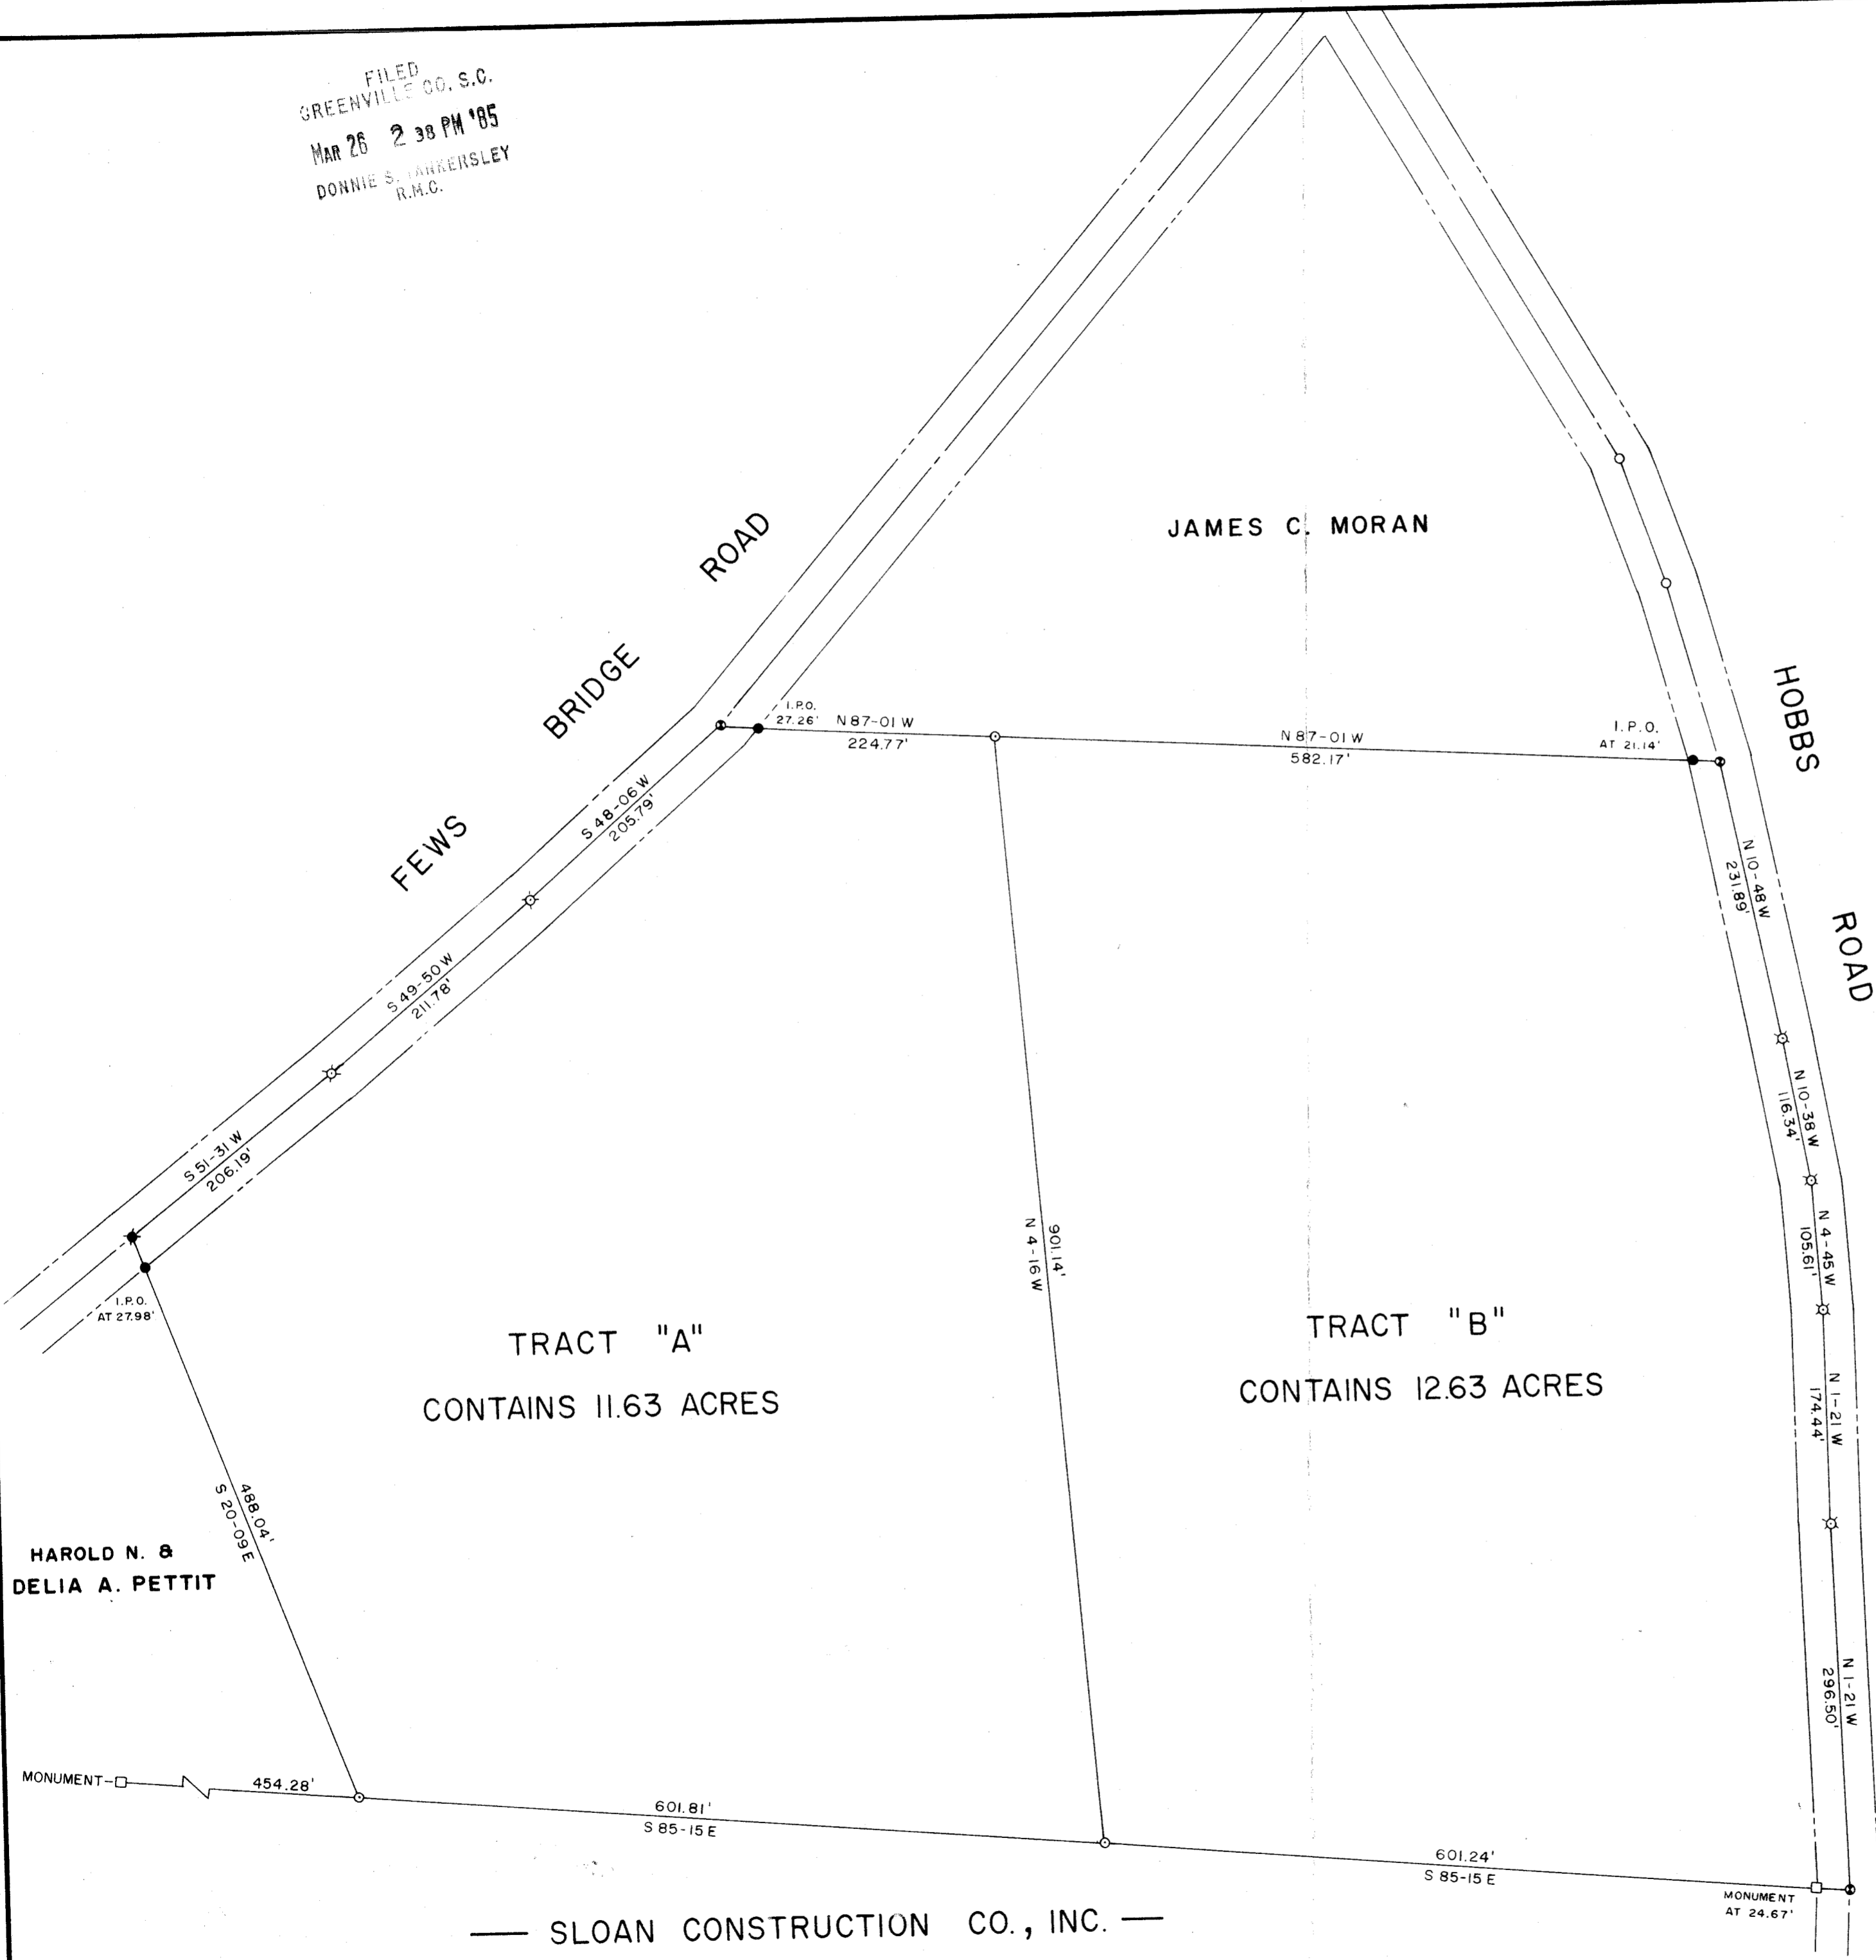 FILED
GREENVILLE CO. S.C.
MAR 26 2 38 PM '85
DONNIE S. TANKERSLEY
R.M.C.
FEWS BRIDGE ROAD
JAMES C. MORAN
HOBBS ROAD
I.P.O.
27.26'
N 87-01 W
224.77'
N 87-01 W
582.17'
I.P.O.
AT 21.14'
S 48-06 W
205.79'
S 49-50 W
211.78'
S 51-31 W
206.19'
I.P.O.
AT 27.98'
N 10-48 W
231.89'
N 10-38 W
116.34'
N 4-45 W
105.61'
N 1-21 W
174.44'
N 1-21 W
296.50'
901.14'
N 4-16 W
TRACT "A"
CONTAINS 11.63 ACRES
TRACT "B"
CONTAINS 12.63 ACRES
488.04'
S 20-09 E
HAROLD N. &
DELIA A. PETTIT
MONUMENT
454.28'
601.81'
S 85-15 E
601.24'
S 85-15 E
MONUMENT
AT 24.67'
— SLOAN CONSTRUCTION CO., INC. —